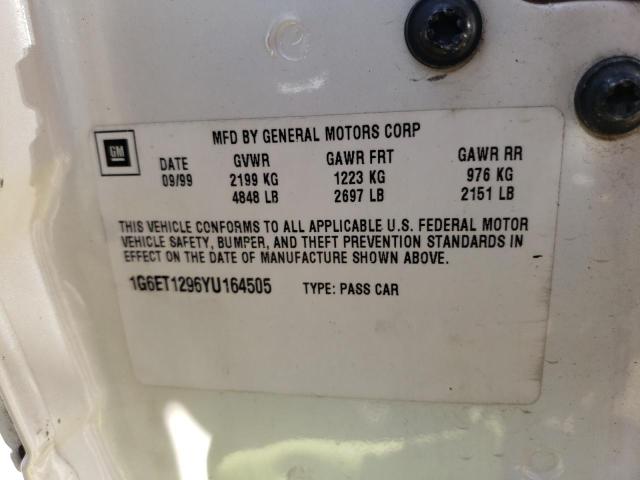 MFD BY GENERAL MOTORS CORP
GM
DATE GVWR GAWR FRT GAWR RR
09/99 2199 KG 1223 KG 976 KG
4848 LB 2697 LB 2151 LB
THIS VEHICLE CONFORMS TO ALL APPLICABLE U.S. FEDERAL MOTOR
VEHICLE SAFETY, BUMPER, AND THEFT PREVENTION STANDARDS IN
EFFECT ON THE DATE OF MANUFACTURE SHOWN ABOVE.
1G6ET1296YU164505 TYPE: PASS CAR